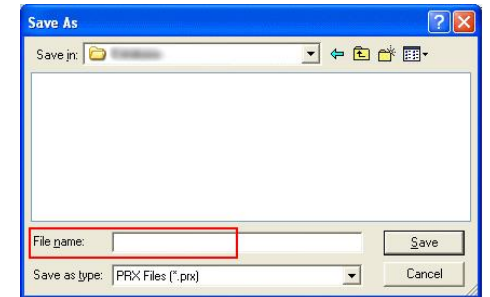 Save As
Save in:
File name:
Save
Save as type: PRX Files (*.prx)
Cancel